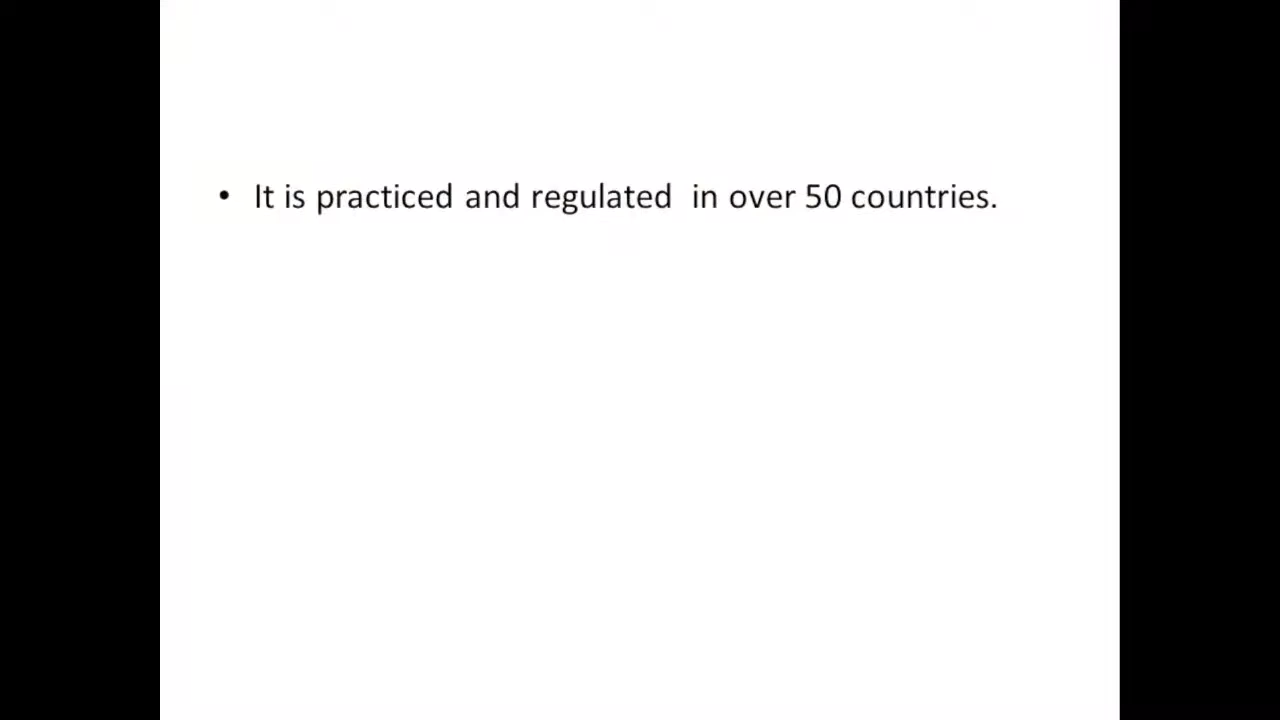 • It is practiced and regulated  in over 50 countries.